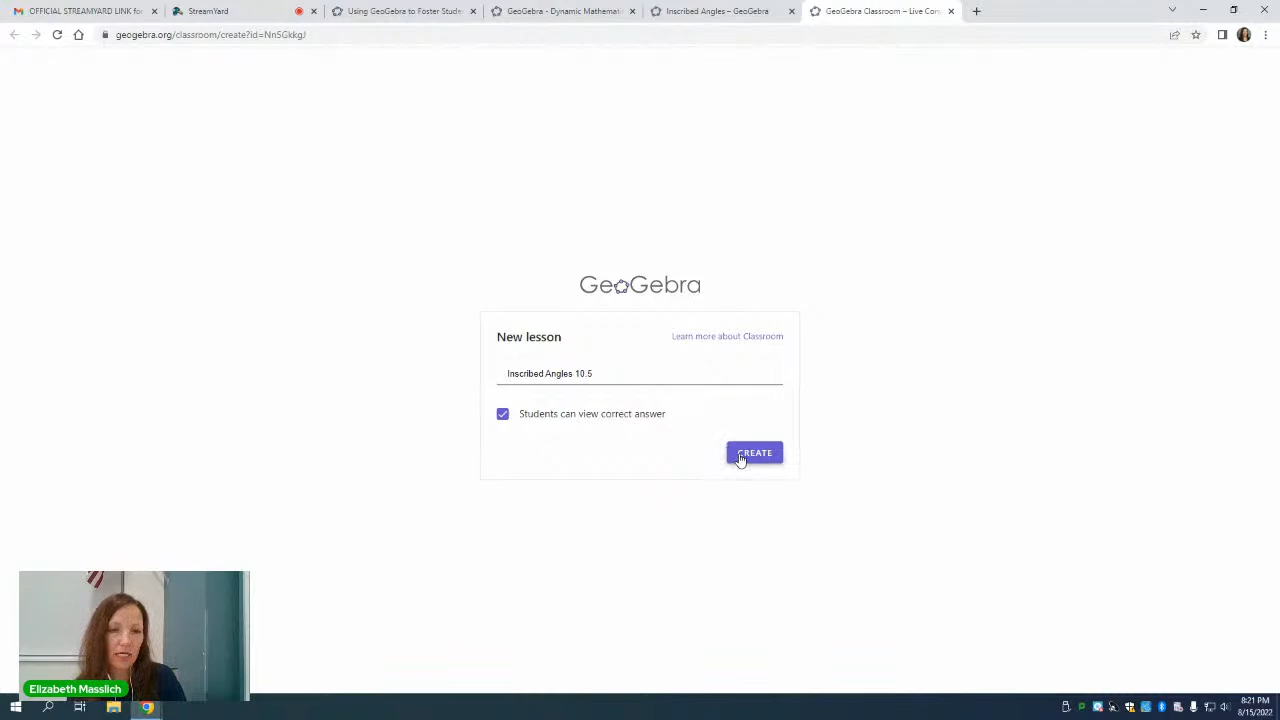 OFFICIAL STREAMYARD LINK for
StreamYard
Using GeoGebra to Foster Stude
GeoGebra - Dynamic Mathemati
Inscribed Angles – GeoGebra
GeoGebra Classroom – Live Con
geogebra.org/classroom/create?id=NnSGkkgJ
GeoGebra
New lesson
Learn more about Classroom
Inscribed Angles 10.5
Students can view correct answer
CREATE
Elizabeth Masslich
8:21 PM
8/15/2022